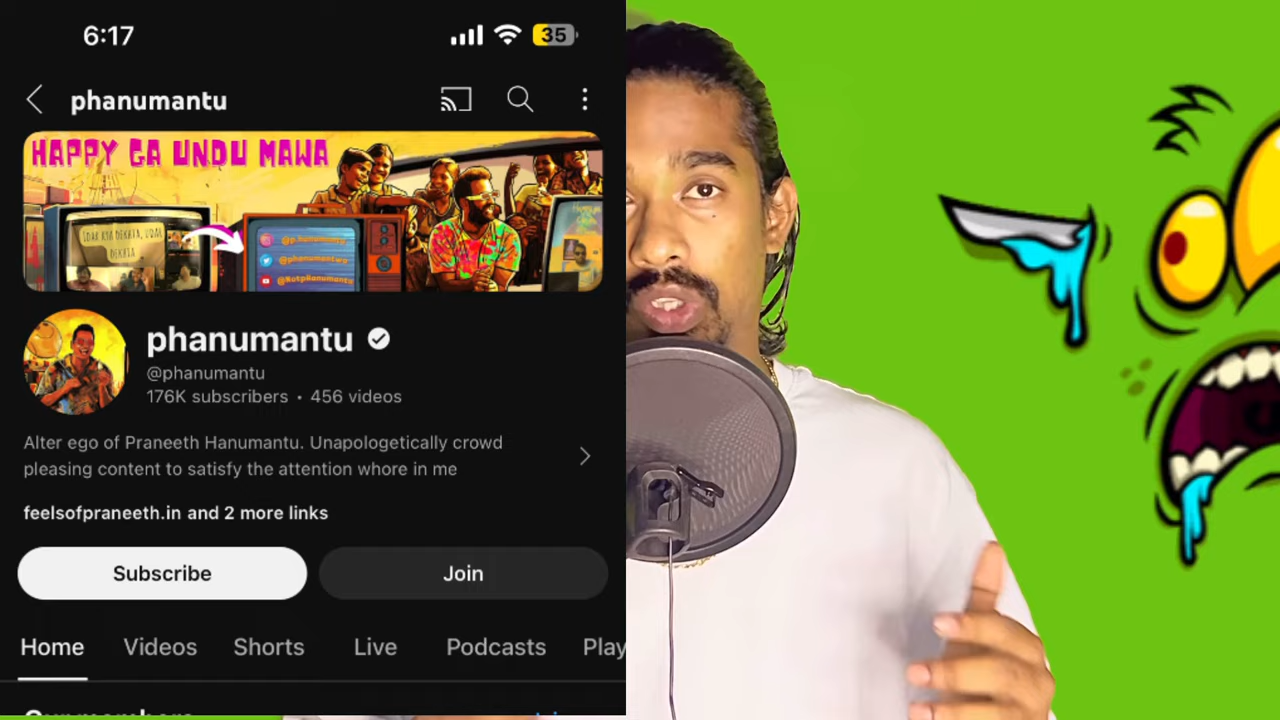 6:17
35
phanumantu
HAPPY GA UNDU MAWA
phanumantu
@phanumantu
176K subscribers • 456 videos
Alter ego of Praneeth Hanumantu. Unapologetically crowd
pleasing content to satisfy the attention whore in me
feelsofpraneeth.in and 2 more links
Subscribe
Join
Home Videos Shorts Live Podcasts Play